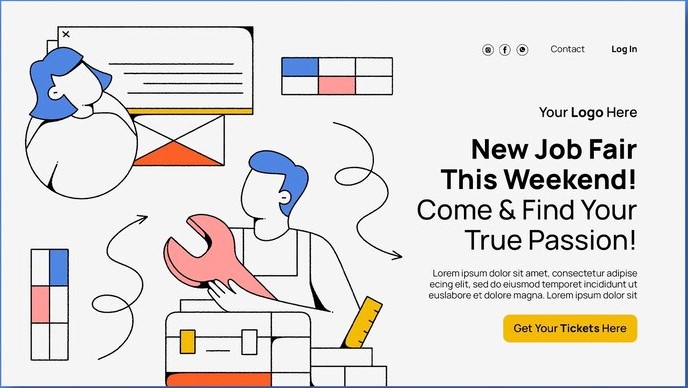 Contact Log In
Your Logo Here
New Job Fair
This Weekend!
Come & Find Your
True Passion!
Lorem ipsum dolor sit amet, consectetur adipise
ecing elit, sed do eiusmod temporet incididunt ut
euslabore et dolore magna. Lorem ipsum dolor sit
Get Your Tickets Here